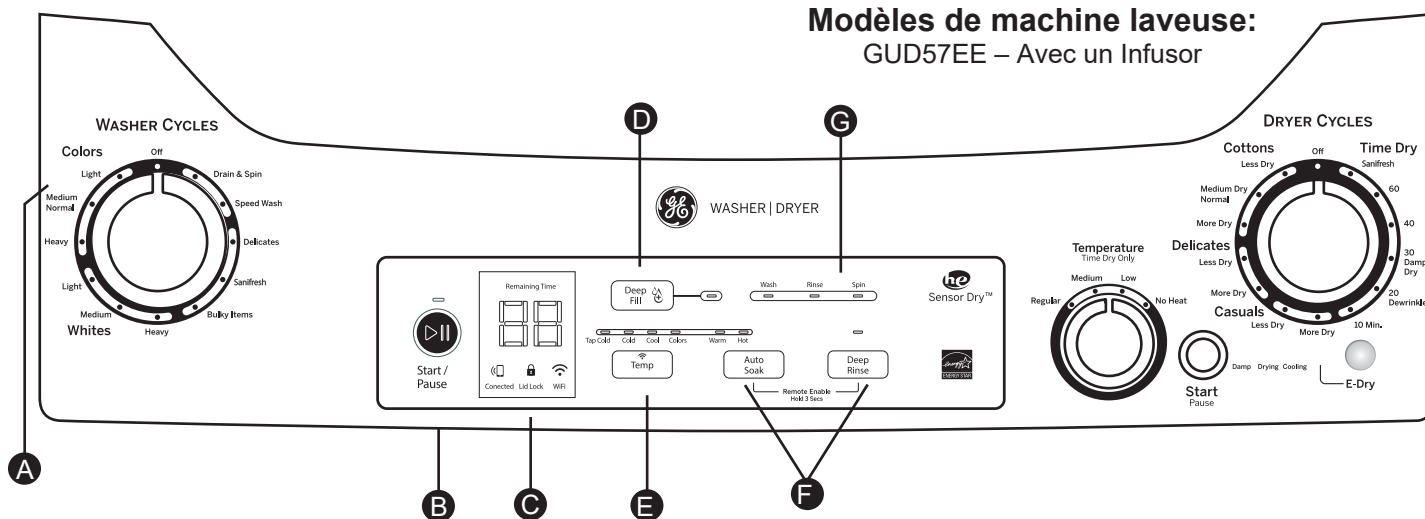 Modèles de machine laveuse:
GUD57EE – Avec un Infusor
WASHER CYCLES
Colors
Off
Light
Drain & Spin
Medium
Normal
Speed Wash
Heavy
Delicates
Light
Sanifresh
Medium
Bulky Items
Whites
Heavy
A
D
G
GE
WASHER | DRYER
Start /
Pause
Remaining Time
88
Conected
Lid Lock
WiFi
Deep
Fill
Wash
Rinse
Spin
he
Sensor Dry™
Tap Cold
Cold
Cool
Colors
Warm
Hot
Temp
Auto
Soak
Deep
Rinse
Remote Enable
Hold 3 Secs
energy
ENERGY STAR
B
C
E
F
DRYER CYCLES
Cottons
Off
Time Dry
Less Dry
Sanifresh
Medium Dry
Normal
60
More Dry
40
Delicates
Less Dry
30
Damp
Dry
More Dry
20
Dewrinkle
Casuals
Less Dry
More Dry
10 Min.
Temperature
Time Dry Only
Medium
Low
Regular
No Heat
Start
Pause
Damp
Drying
Cooling
E-Dry